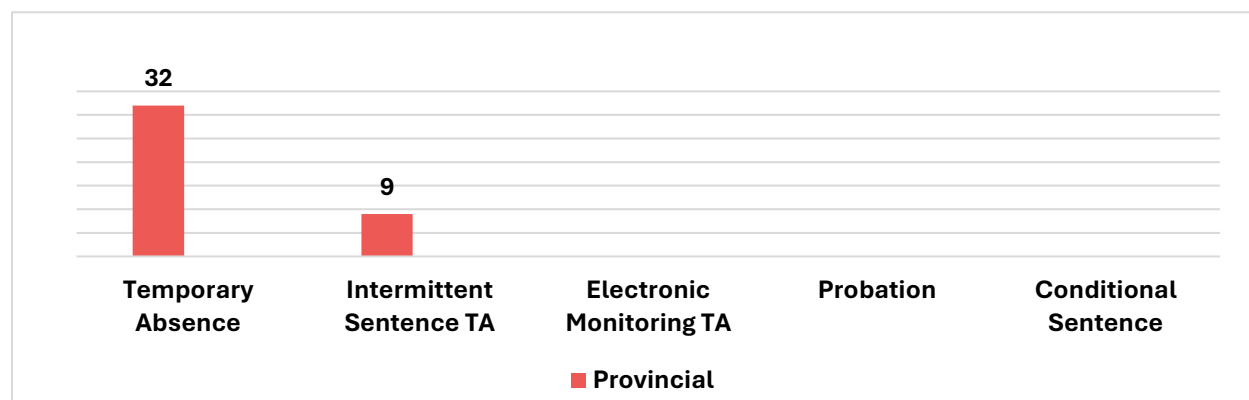 32
9
Temporary
Absence
Intermittent
Sentence TA
Electronic
Monitoring TA
Probation
Conditional
Sentence
Provincial